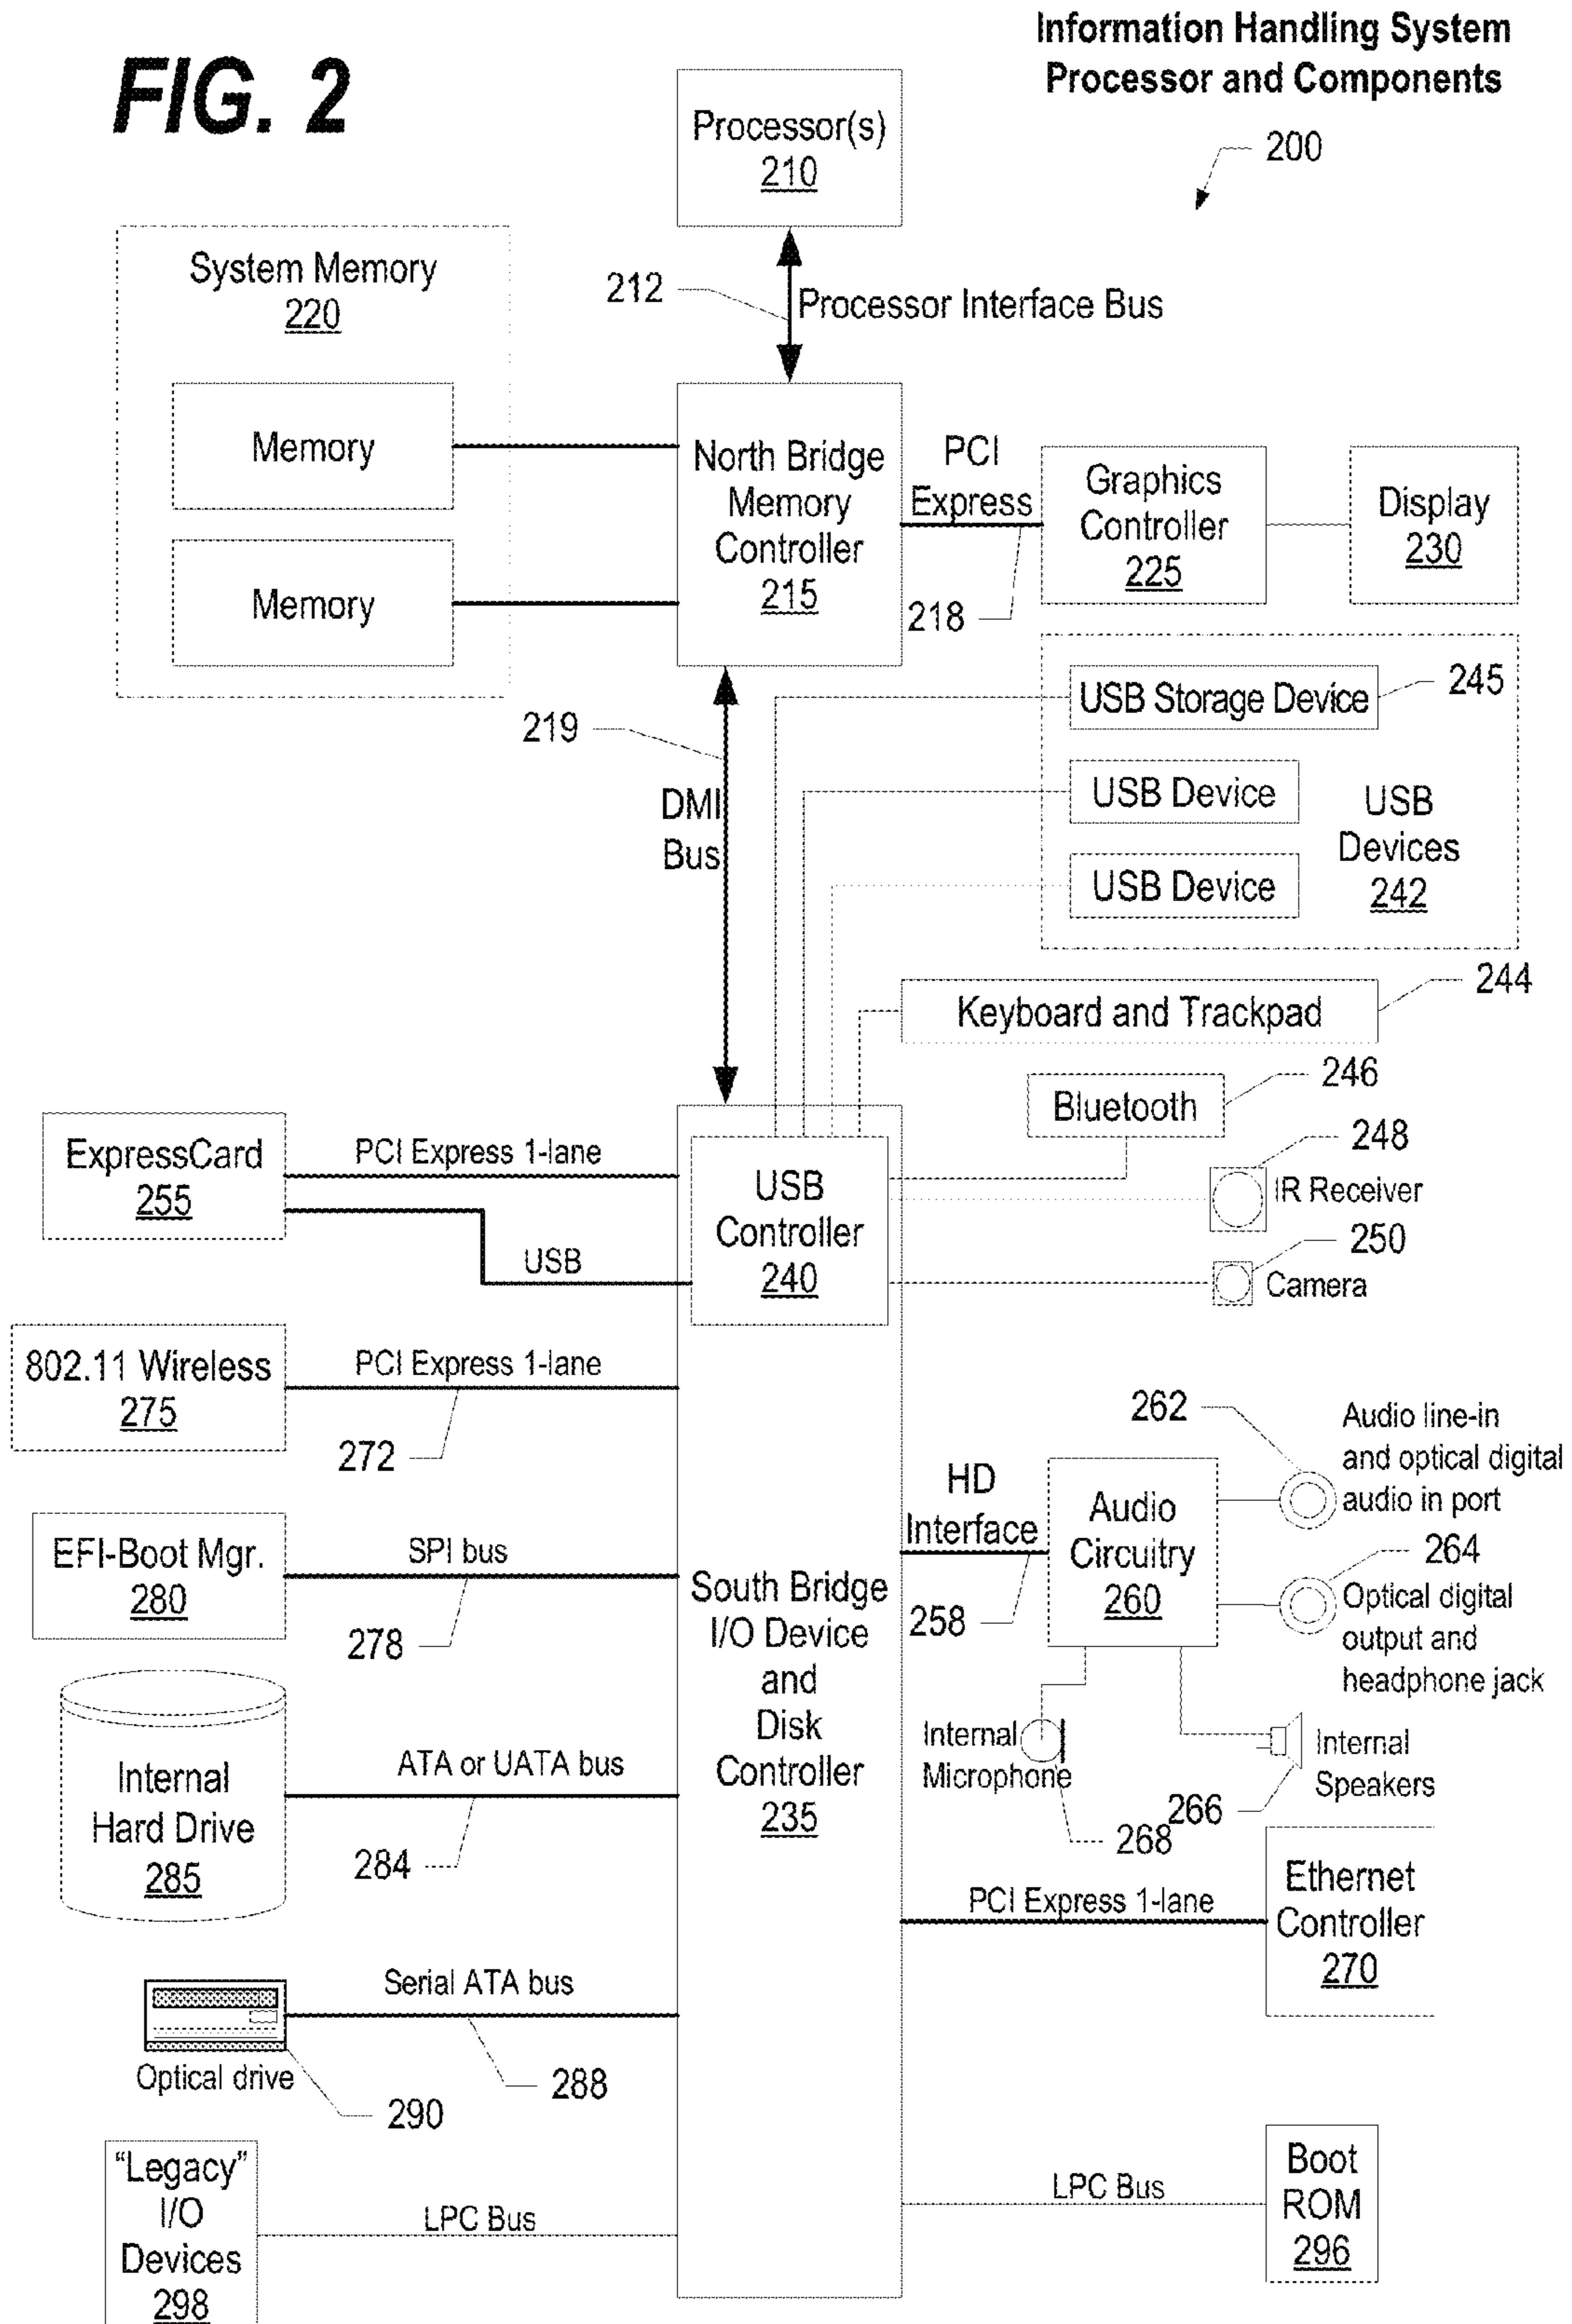 FIG. 2
Information Handling System
Processor and Components
200
Processor(s)
210
212
Processor Interface Bus
System Memory
220
Memory
Memory
North Bridge
Memory
Controller
215
PCI
Express
218
Graphics
Controller
225
Display
230
219
DMI
Bus
USB Storage Device
245
USB Device
USB Device
USB
Devices
242
Keyboard and Trackpad
244
Bluetooth
246
248
IR Receiver
250
Camera
ExpressCard
255
PCI Express 1-lane
USB
USB
Controller
240
802.11 Wireless
275
PCI Express 1-lane
272
EFI-Boot Mgr.
280
SPI bus
278
South Bridge
I/O Device
and
Disk
Controller
235
HD
Interface
258
Audio
Circuitry
260
262
Audio line-in
and optical digital
audio in port
264
Optical digital
output and
headphone jack
Internal
Microphone
268
266
Internal
Speakers
Internal
Hard Drive
285
ATA or UATA bus
284
PCI Express 1-lane
Ethernet
Controller
270
Optical drive
290
Serial ATA bus
288
"Legacy"
I/O
Devices
298
LPC Bus
LPC Bus
Boot
ROM
296